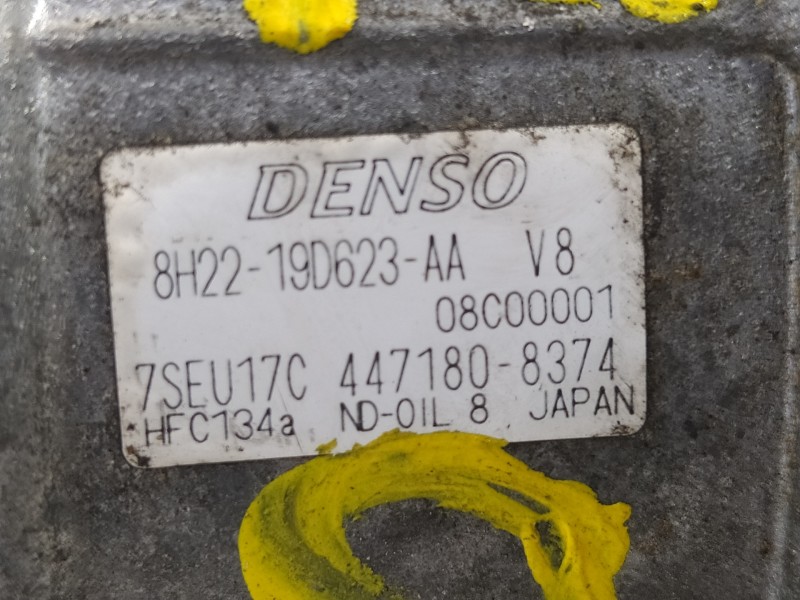 DENSO
8H22-19D623-AA V8
08C00001
7SEU17C 447180-8374
HFC134a ND-OIL 8 JAPAN